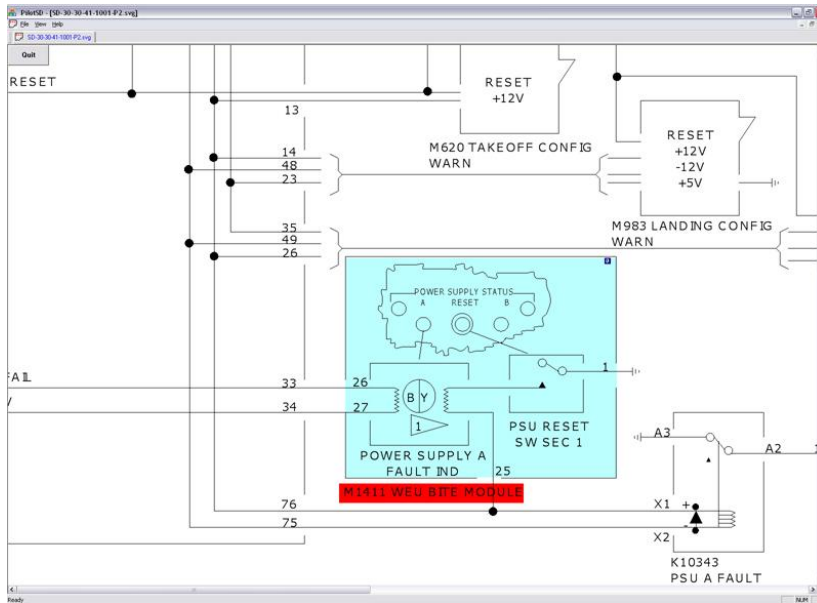 PilotSD - [SD-30-30-41-1001-P2.svg]
File View Help
SD-30-30-41-1001-P2.svg
Quit
RESET
13
RESET
+12V
M620 TAKEOFF CONFIG
WARN
RESET
+12V
-12V
+5V
M983 LANDING CONFIG
WARN
14
48
23
35
49
26
POWER SUPPLY STATUS
A RESET B
FAIL
33 26
34 27
B Y
1
1
PSU RESET
SW SEC 1
POWER SUPPLY A
FAULT IND
25
M1411 WEU BITE MODULE
A3
A2
76
75
X1 +
X2 -
K10343
PSU A FAULT
Ready
NUM